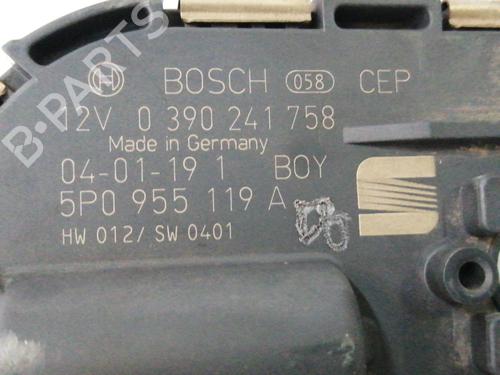 BOSCH 058 CEP
12V 0 390 241 758
Made in Germany
04-01-19 1 BOY
5P0 955 119 A
HW 012/ SW 0401
B-PARTS